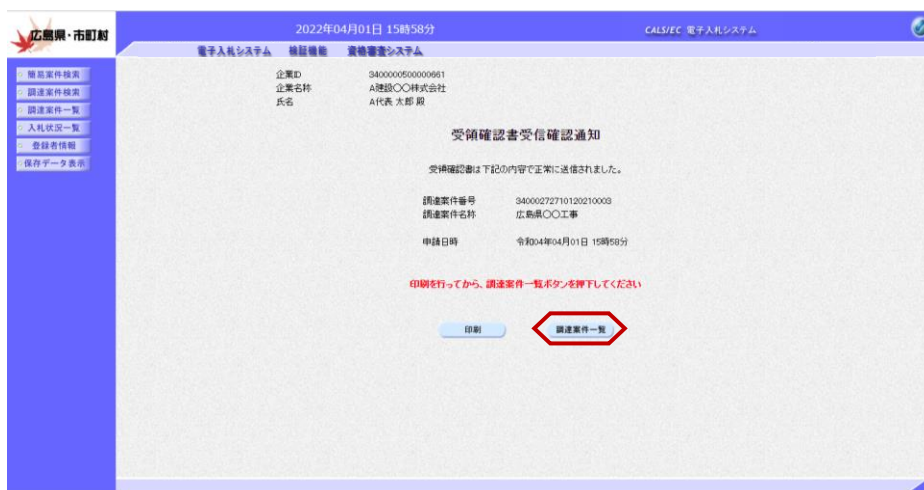 広島県・市町村
2022年04月01日 15時58分
CALS/EC 電子入札システム
電子入札システム 検証機能 資格審査システム
簡易案件検索
調達案件検索
調達案件一覧
入札状況一覧
登録者情報
保存データ表示
企業ID 3400000500000661
企業名称 A建設〇〇株式会社
氏名 A代表 太郎 殿
受領確認書受信確認通知
受領確認書は下記の内容で正常に送信されました。
調達案件番号 34000272710120210003
調達案件名称 広島県〇〇工事
申請日時 令和04年04月01日 15時58分
印刷を行ってから、調達案件一覧ボタンを押下してください
印刷 調達案件一覧